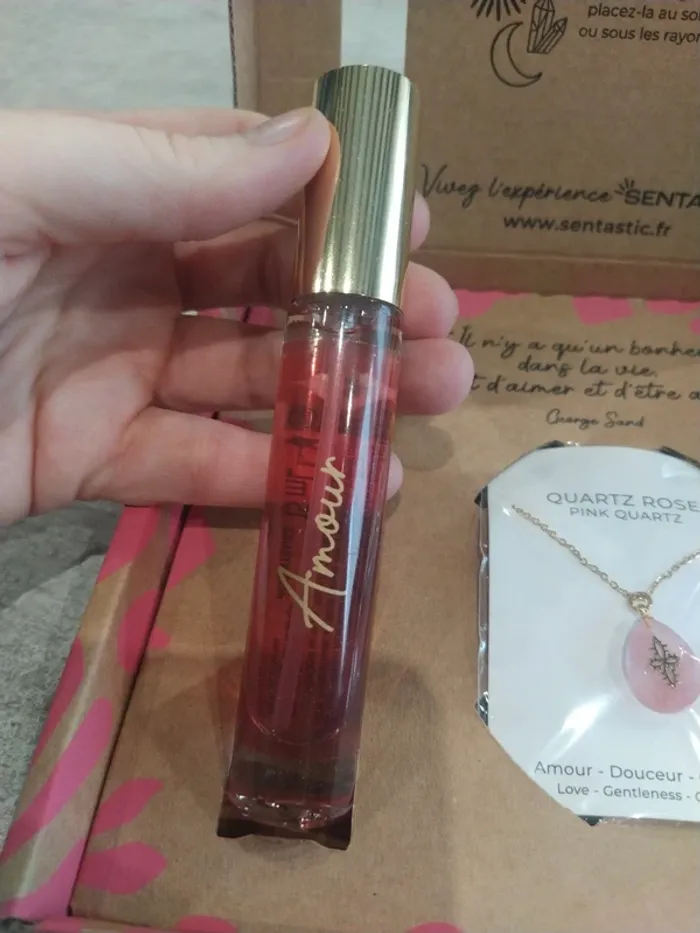 placez-la au so
ou sous les rayor
Vivez l'expérience SENTA
www.sentastic.fr
Il n'y a qu'un bonhe
dans la vie,
t d'aimer et d'être a
George Sand
QUARTZ ROSE
PINK QUARTZ
Amour
Amour - Douceur -
Love - Gentleness -